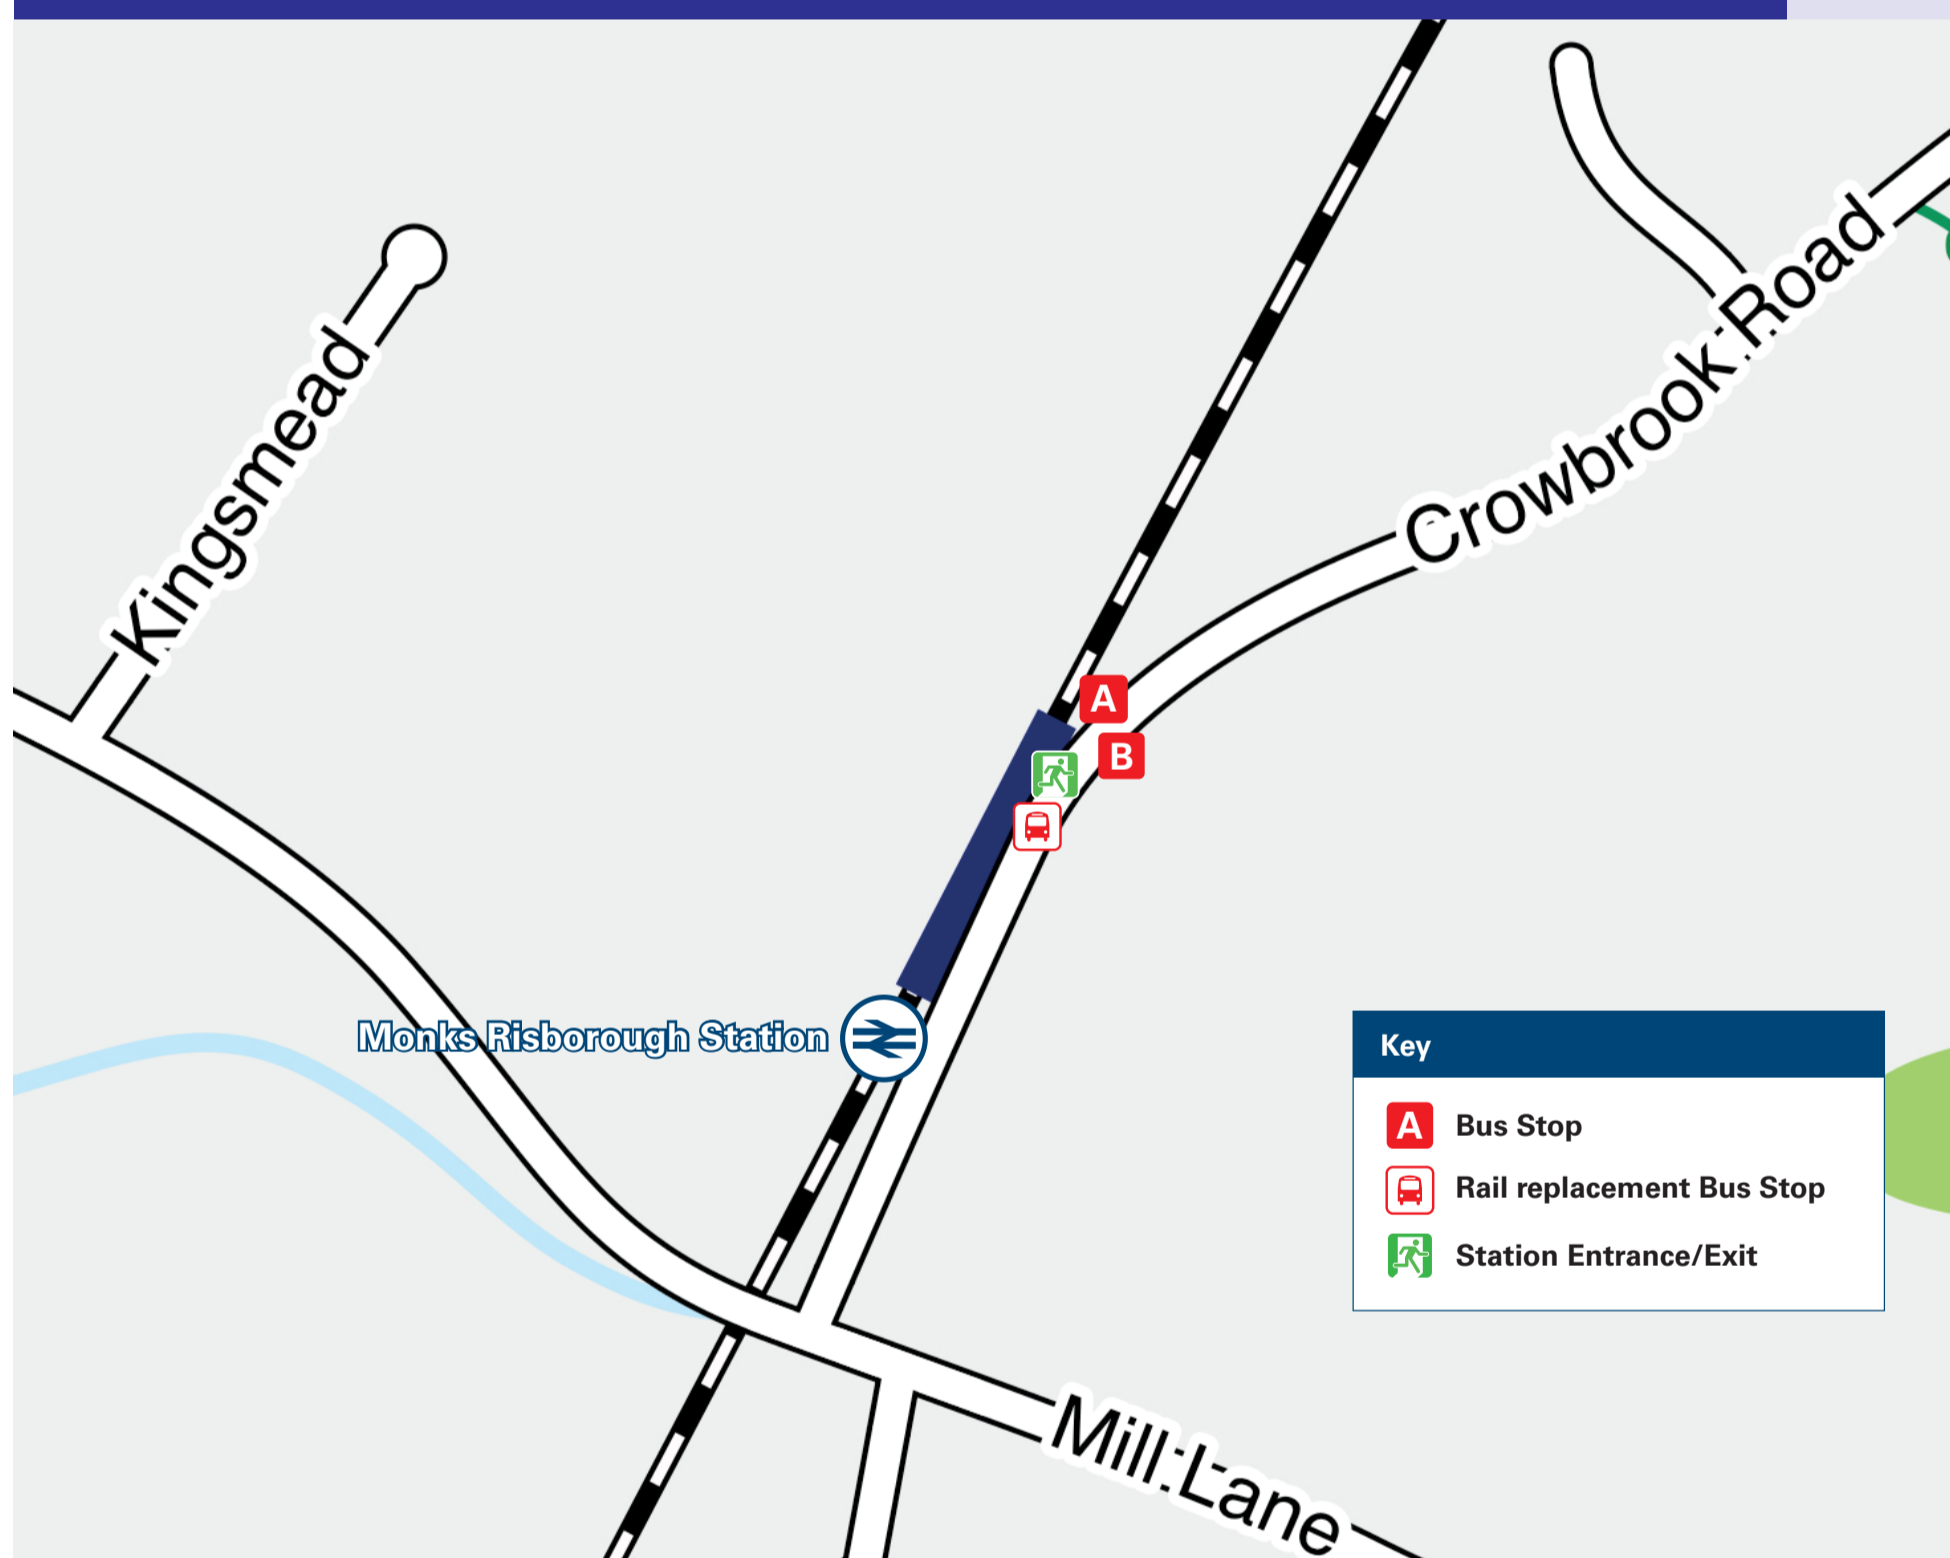 Kingsmead
Crowbrook Road
A
B
Monks Risborough Station
Key
A Bus Stop
Rail replacement Bus Stop
Station Entrance/Exit
Mill Lane